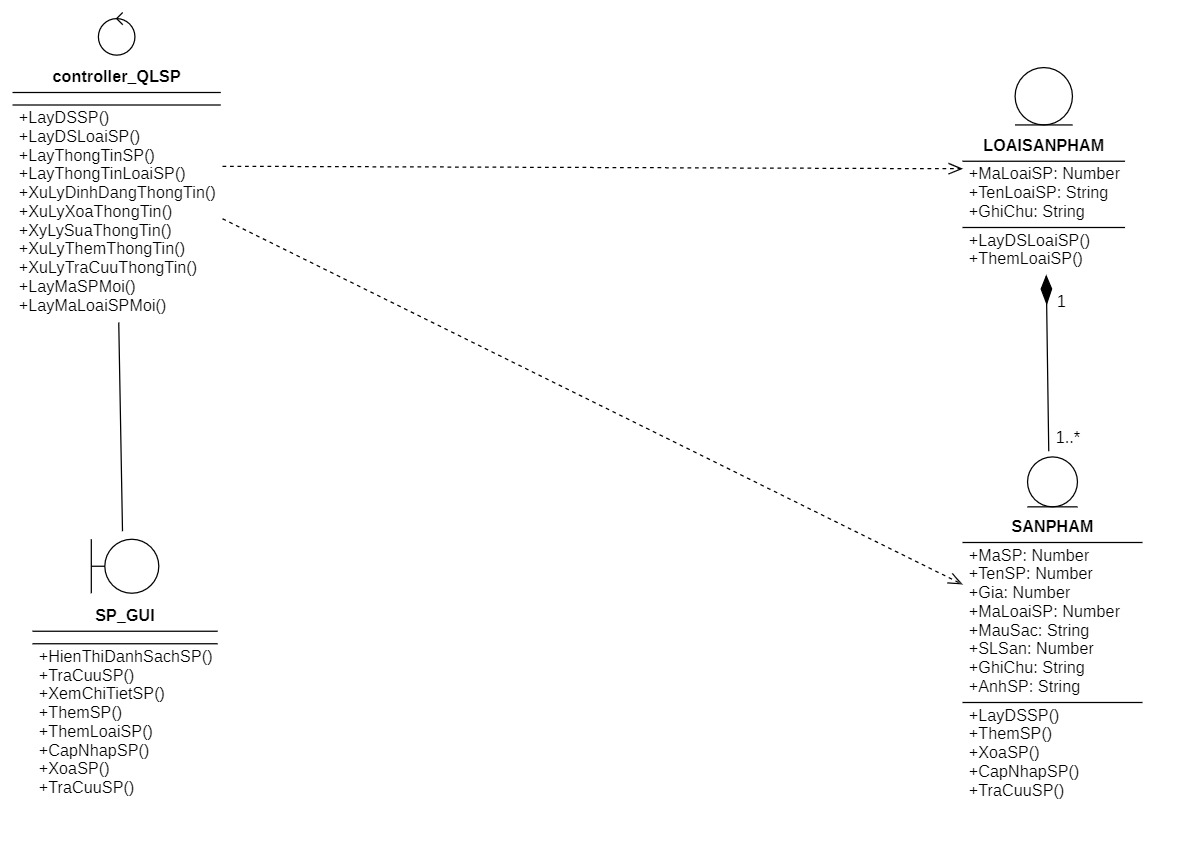 controller_QLSP
+LayDSSP()
+LayDSLoaiSP()
+LayThongTinSP()
+LayThongTinLoaiSP()
+XuLyDinhDangThongTin()
+XuLyXoaThongTin()
+XyLySuaThongTin()
+XuLyThemThongTin()
+XuLyTraCuuThongTin()
+LayMaSPMoi()
+LayMaLoaiSPMoi()
LOAISANPHAM
+MaLoaiSP: Number
+TenLoaiSP: String
+GhiChu: String
+LayDSLoaiSP()
+ThemLoaiSP()
1
1..*
SP_GUI
+HienThiDanhSachSP()
+TraCuuSP()
+XemChiTietSP()
+ThemSP()
+ThemLoaiSP()
+CapNhapSP()
+XoaSP()
+TraCuuSP()
SANPHAM
+MaSP: Number
+TenSP: Number
+Gia: Number
+MaLoaiSP: Number
+MauSac: String
+SLSan: Number
+GhiChu: String
+AnhSP: String
+LayDSSP()
+ThemSP()
+XoaSP()
+CapNhapSP()
+TraCuuSP()